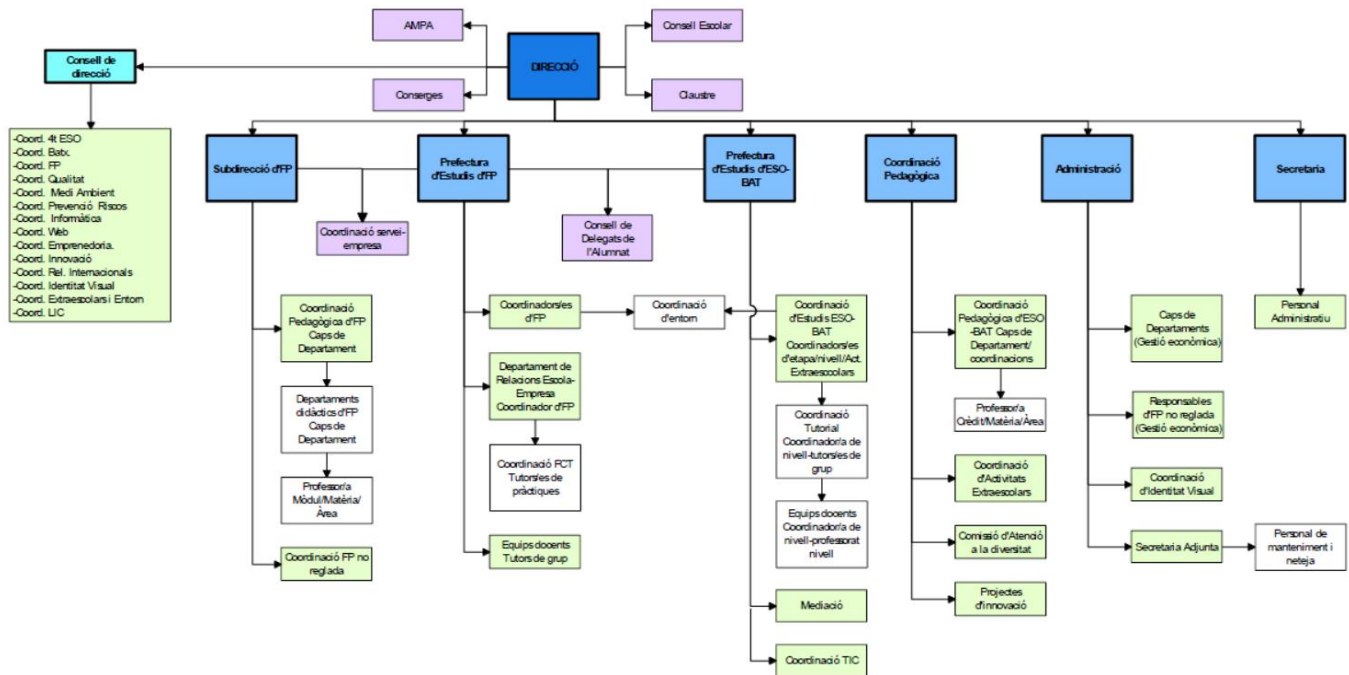 AMPA
Consell Escolar
Consell de
direcció
DIRECCIÓ
Conserges
Claustre
-Coord. 4t ESO
-Coord. Batx.
-Coord. FP
-Coord. Qualitat
-Coord. Medi Ambient
-Coord. Prevenció Riscos
-Coord. Informàtica
-Coord. Web
-Coord. Emprenedoria.
-Coord. Innovació
-Coord. Rel. Internacionals
-Coord. Identitat Visual
-Coord. Extraescolars i Entorn
-Coord. LIC
Subdirecció d'FP
Prefectura
d'Estudis d'FP
Prefectura
d'Estudis d'ESO-
BAT
Coordinació
Pedagògica
Administració
Secretaria
Coordinació servei-
empresa
Consell de
Delegats de
l'Alumnat
Coordinació
Pedagògica d'FP
Caps de
Departament
Departaments
didàctics d'FP
Caps de
Departament
Professor/a
Mòdul/Matèria/
Àrea
Coordinació FP no
reglada
Coordinadors/es
d'FP
Departament de
Relacions Escola-
Empresa
Coordinador d'FP
Coordinació FCT
Tutors/es de
pràctiques
Equips docents
Tutors de grup
Coordinació
d'entorn
Coordinació
d'Estudis ESO-
BAT
Coordinadors/es
d'etapa/nivell/Act.
Extraescolars
Coordinació
Tutorial
Coordinador/a de
nivell-tutors/es de
grup
Equips docents
Coordinador/a de
nivell-professorat
nivell
Mediació
Coordinació TIC
Coordinació
Pedagògica d'ESO
-BAT Caps de
Departament/
coordinacions
Professor/a
Crèdit/Matèria/Àrea
Coordinació
d'Activitats
Extraescolars
Comissió d'Atenció
a la diversitat
Projectes
d'innovació
Caps de
Departaments
(Gestió econòmica)
Responsables
d'FP no reglada
(Gestió econòmica)
Coordinació
d'Identitat Visual
Secretaria Adjunta
Personal de
manteniment i
neteja
Personal
Administratiu